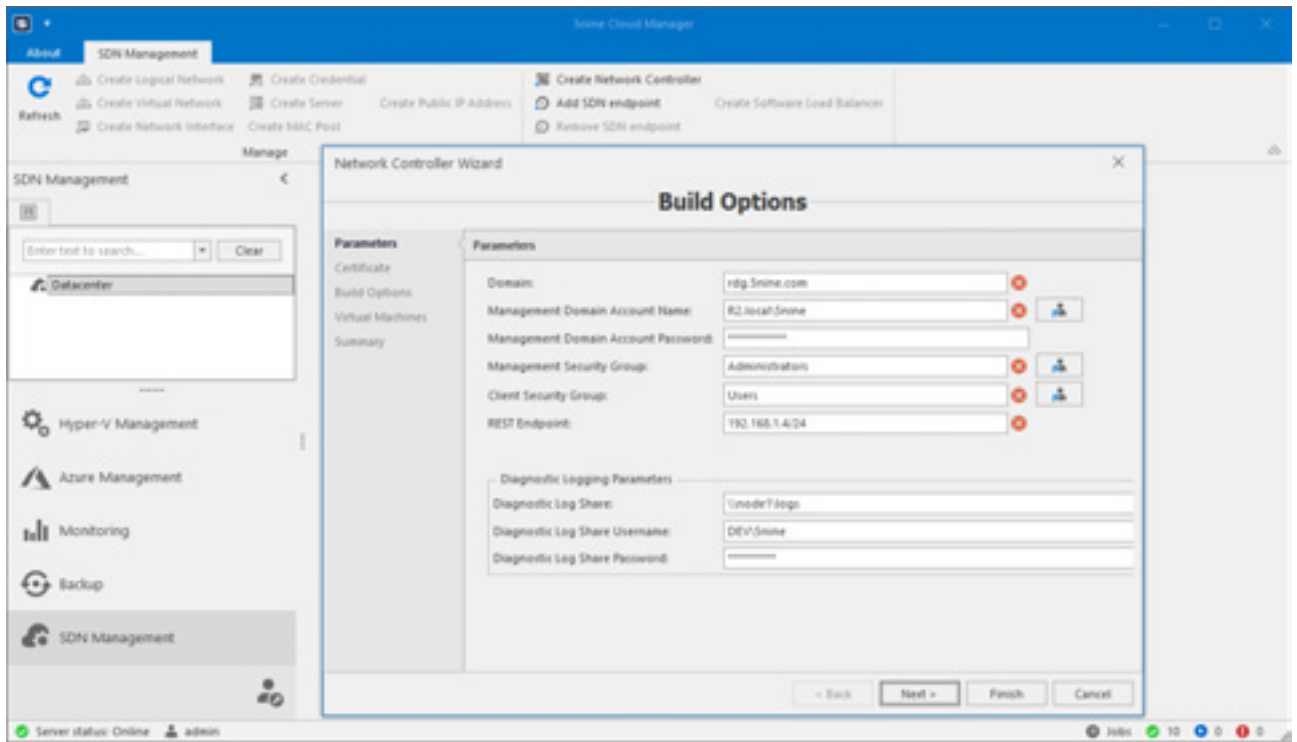 5nine Cloud Manager
About SDN Management
Refresh
Create Logical Network Create Credential
Create Virtual Network Create Server Create Public IP Address
Create Network Interface Create MAC Pool
Create Network Controller
Add SDN endpoint Create Software Load Balancer
Remove SDN endpoint
Manage
SDN Management
Enter text to search... Clear
Datacenter
Hyper-V Management
Azure Management
Monitoring
Backup
SDN Management
Network Controller Wizard
Build Options
Parameters
Certificate
Build Options
Virtual Machines
Summary
Parameters
Domain: rdg.5nine.com
Management Domain Account Name: R2.local\5nine
Management Domain Account Password: ************
Management Security Group: Administrators
Client Security Group: Users
REST Endpoint: 192.168.1.4/24
Diagnostic Logging Parameters
Diagnostic Log Share: \\node1\logs
Diagnostic Log Share Username: DEV\5nine
Diagnostic Log Share Password: **********
< Back Next > Finish Cancel
Server status: Online admin Jobs 10 0 0